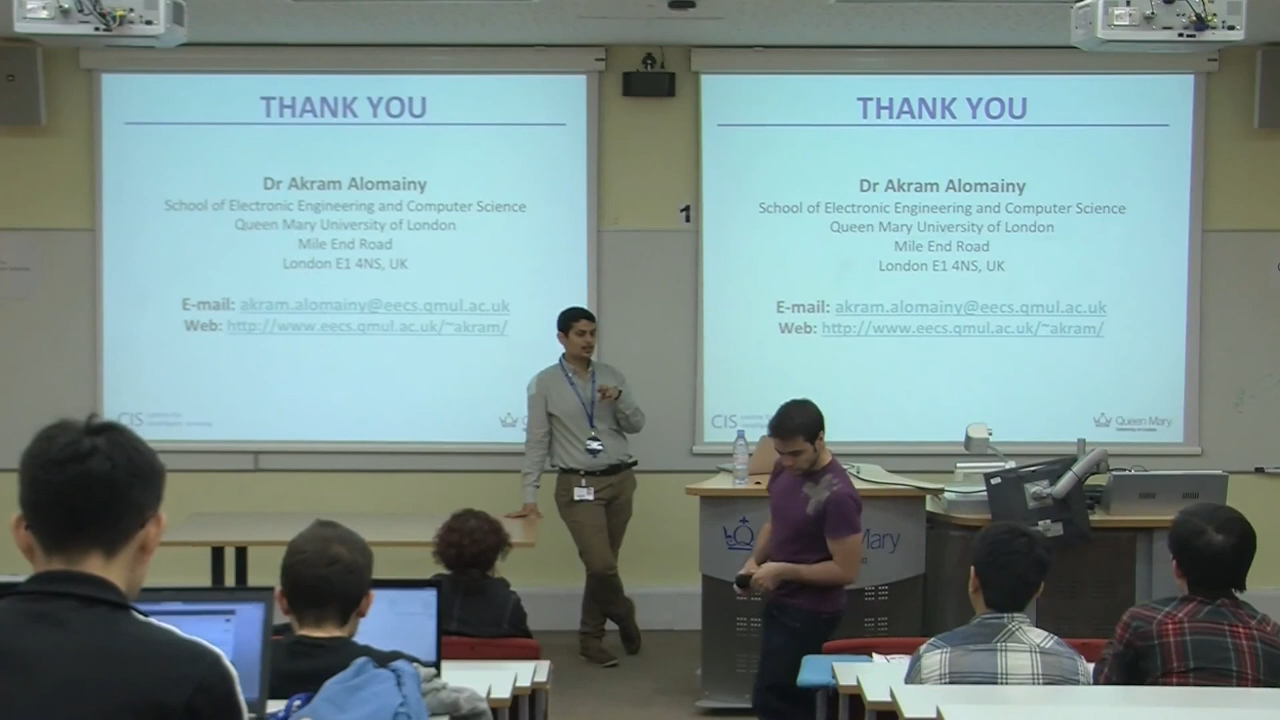 THANK YOU
Dr Akram Alomainy
School of Electronic Engineering and Computer Science
Queen Mary University of London
Mile End Road
London E1 4NS, UK
E-mail: akram.alomainy@eecs.qmul.ac.uk
Web: http://www.eecs.qmul.ac.uk/~akram/
CIS
THANK YOU
Dr Akram Alomainy
School of Electronic Engineering and Computer Science
Queen Mary University of London
Mile End Road
London E1 4NS, UK
E-mail: akram.alomainy@eecs.qmul.ac.uk
Web: http://www.eecs.qmul.ac.uk/~akram/
CIS
Queen Mary
University of London
1
Mary